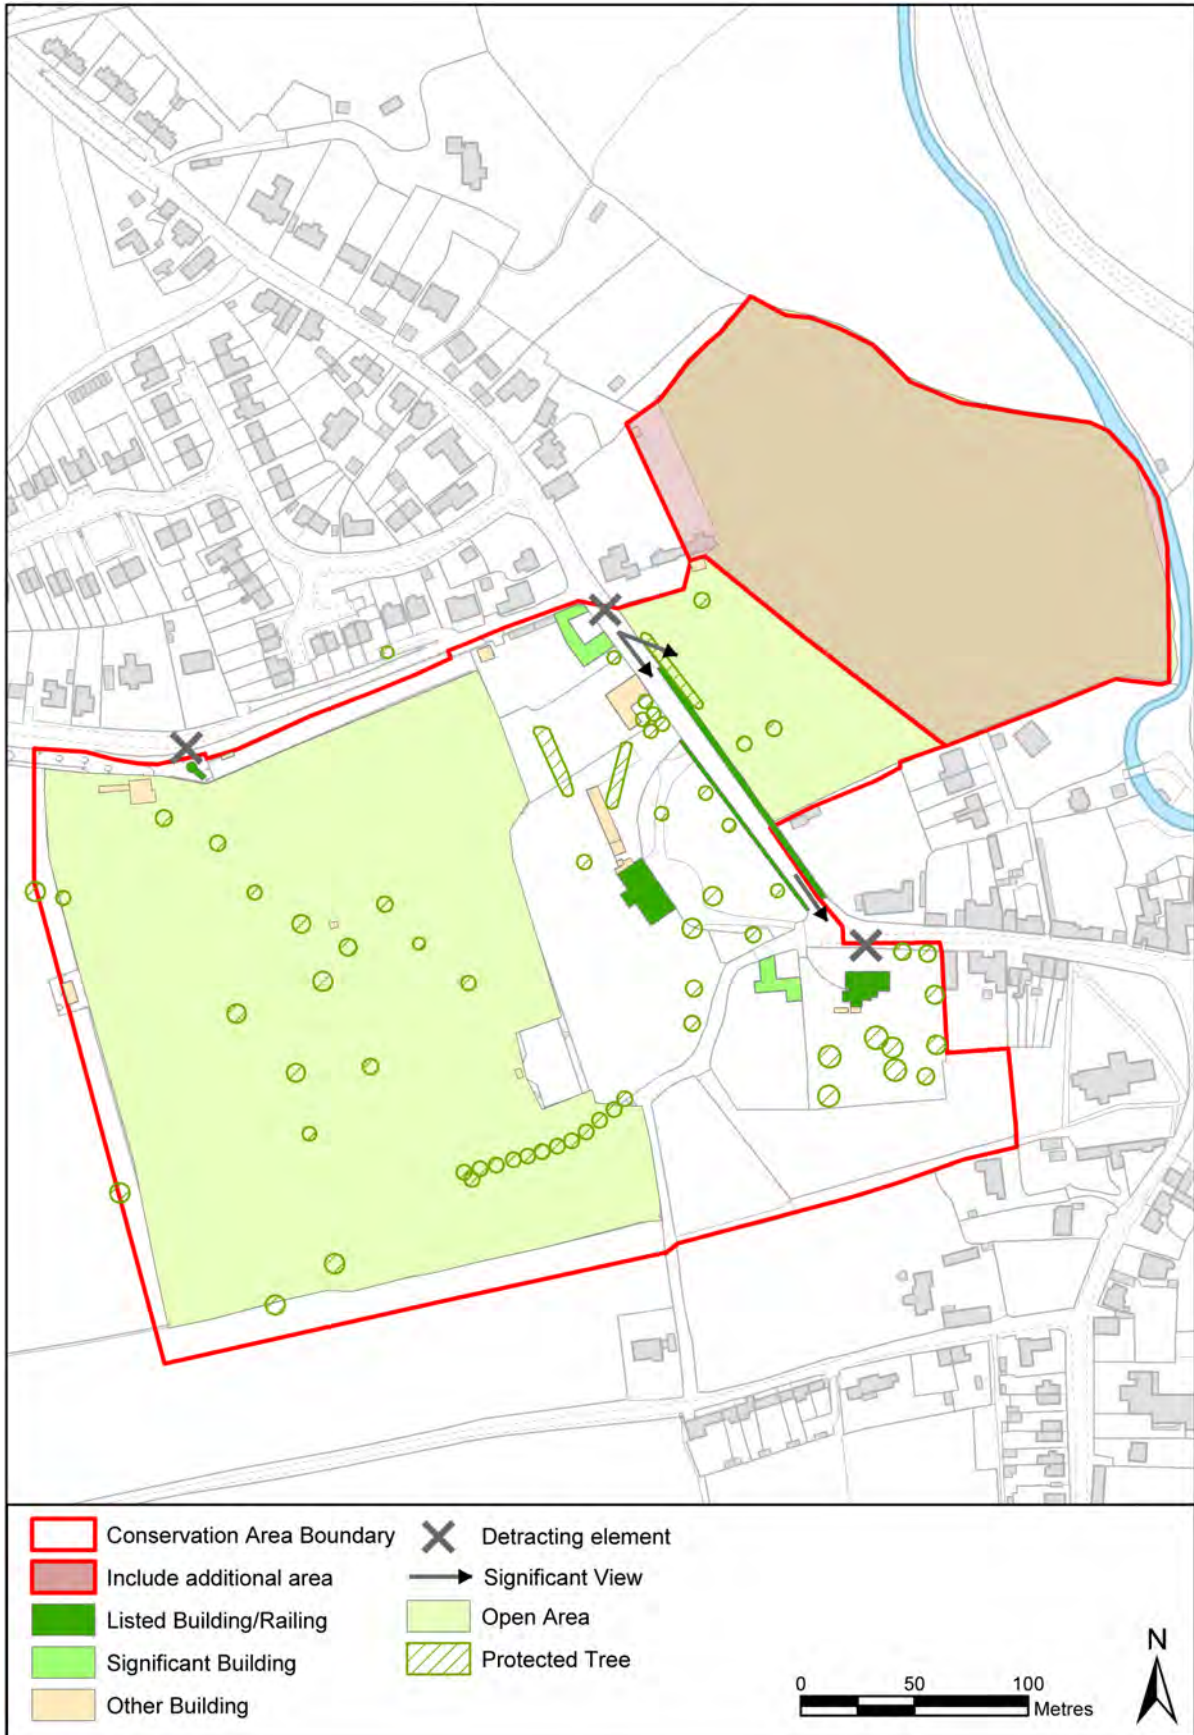 Conservation Area Boundary
Include additional area
Listed Building/Railing
Significant Building
Other Building
Detracting element
Significant View
Open Area
Protected Tree
0 50 100
Metres
N